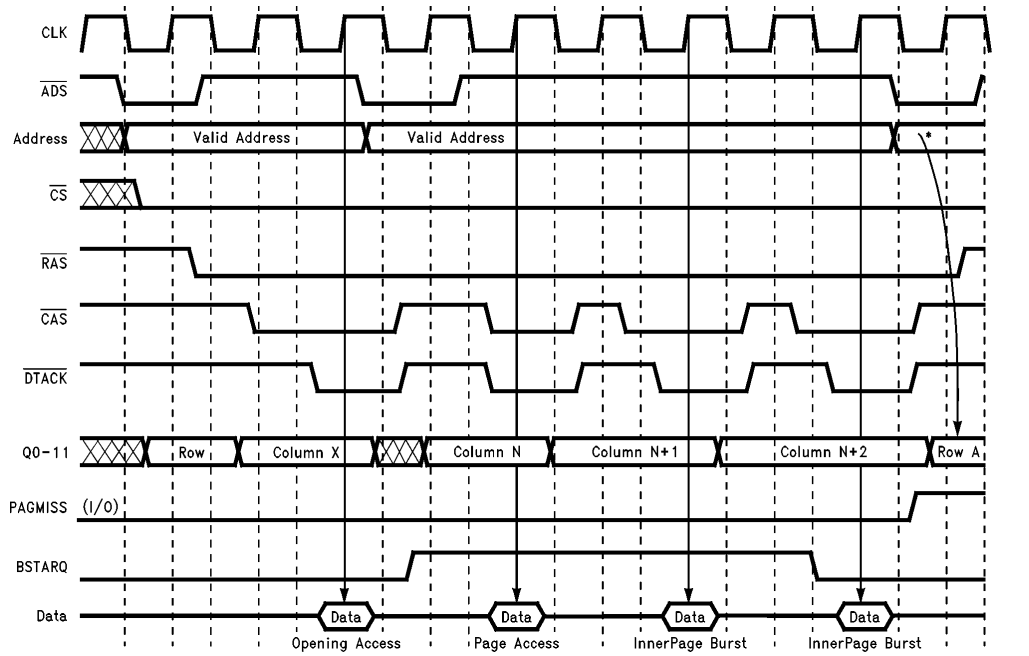 CLK
ADS
Address Valid Address Valid Address *
CS
RAS
CAS
DTACK
Q0-11 Row Column X Column N Column N+1 Column N+2 Row A
PAGMISS (I/O)
BSTARQ
Data Data Data Data Data
Opening Access Page Access InnerPage Burst InnerPage Burst